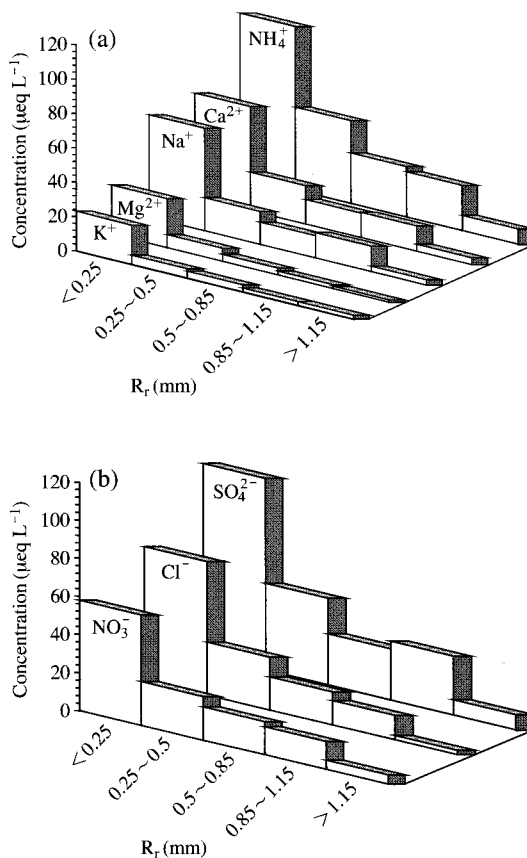 (a)
Concentration (μeq L⁻¹)
120
100
80
60
40
20
0
NH₄⁺
Ca²⁺
Na⁺
Mg²⁺
K⁺
< 0.25
0.25 ~ 0.5
0.5 ~ 0.85
0.85 ~ 1.15
> 1.15
Rᵣ (mm)
(b)
Concentration (μeq L⁻¹)
120
100
80
60
40
20
0
SO₄²⁻
Cl⁻
NO₃⁻
< 0.25
0.25 ~ 0.5
0.5 ~ 0.85
0.85 ~ 1.15
> 1.15
Rᵣ (mm)